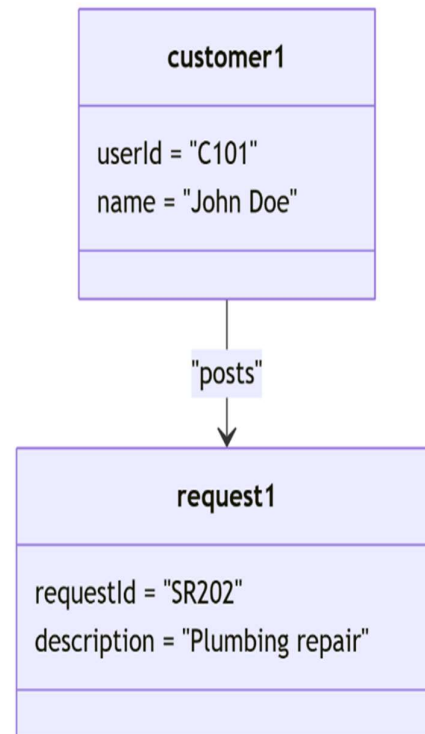 customer1
userId = "C101"
name = "John Doe"
"posts"
request1
requestId = "SR202"
description = "Plumbing repair"